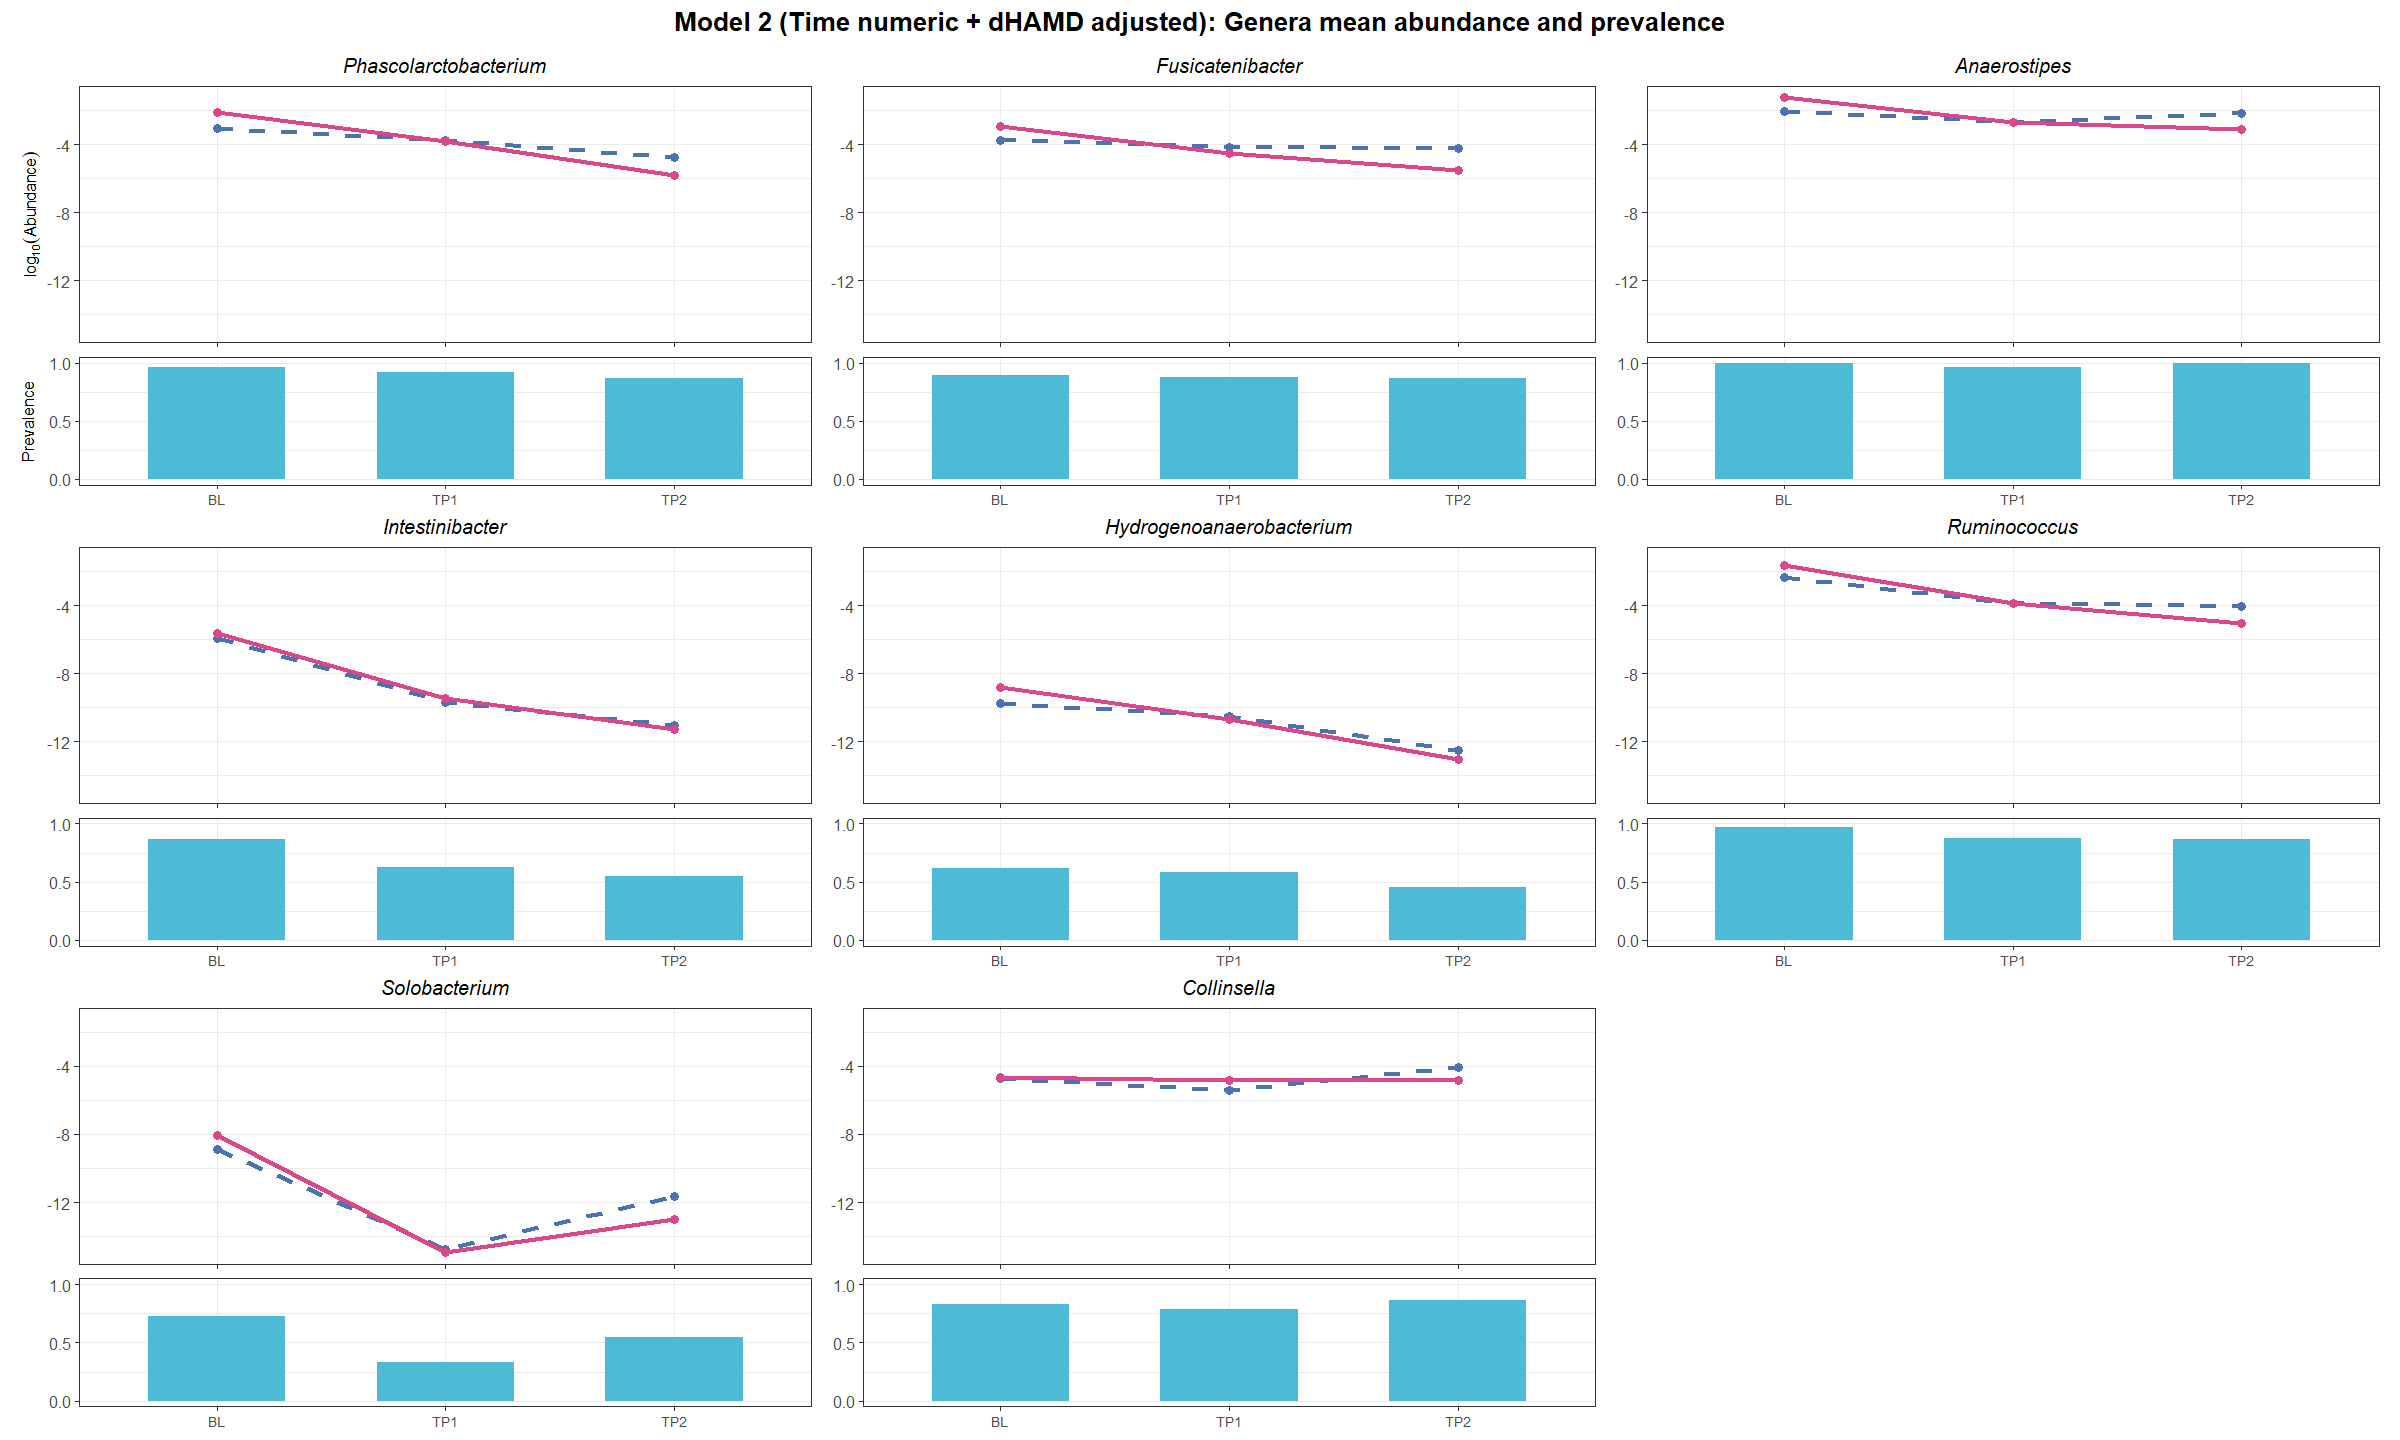 Model 2 (Time numeric + dHAMD adjusted): Genera mean abundance and prevalence
Phascolarctobacterium
Fusicatenibacter
Anaerostipes
log10(Abundance)
-4
-8
-12
-4
-8
-12
-4
-8
-12
Prevalence
1.0
0.5
0.0
1.0
0.5
0.0
1.0
0.5
0.0
BL TP1 TP2
BL TP1 TP2
BL TP1 TP2
Intestinibacter
Hydrogenoanaerobacterium
Ruminococcus
-4
-8
-12
-4
-8
-12
-4
-8
-12
1.0
0.5
0.0
1.0
0.5
0.0
1.0
0.5
0.0
BL TP1 TP2
BL TP1 TP2
BL TP1 TP2
Solobacterium
Collinsella
-4
-8
-12
-4
-8
-12
1.0
0.5
0.0
1.0
0.5
0.0
BL TP1 TP2
BL TP1 TP2